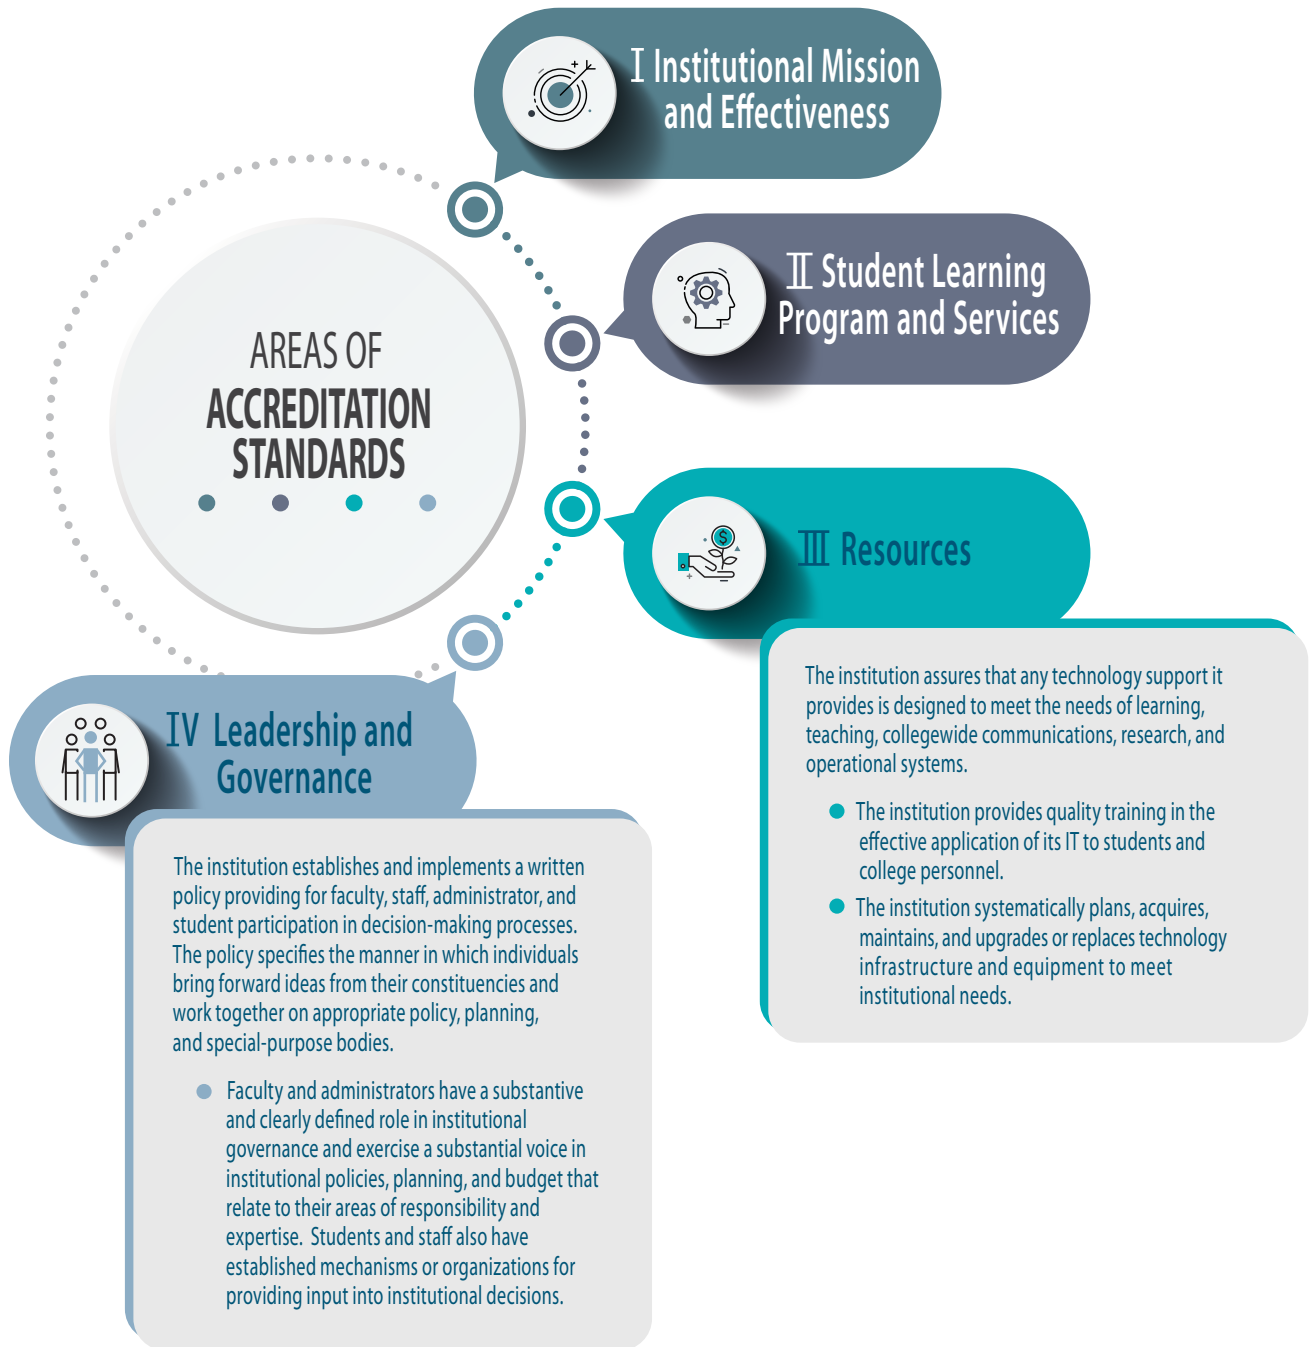 AREAS OF
ACCREDITATION
STANDARDS
I Institutional Mission
and Effectiveness
II Student Learning
Program and Services
III Resources
$
The institution assures that any technology support it
provides is designed to meet the needs of learning,
teaching, collegewide communications, research, and
operational systems.
The institution provides quality training in the
effective application of its IT to students and
college personnel.
The institution systematically plans, acquires,
maintains, and upgrades or replaces technology
infrastructure and equipment to meet
institutional needs.
IV Leadership and
Governance
The institution establishes and implements a written
policy providing for faculty, staff, administrator, and
student participation in decision-making processes.
The policy specifies the manner in which individuals
bring forward ideas from their constituencies and
work together on appropriate policy, planning,
and special-purpose bodies.
Faculty and administrators have a substantive
and clearly defined role in institutional
governance and exercise a substantial voice in
institutional policies, planning, and budget that
relate to their areas of responsibility and
expertise. Students and staff also have
established mechanisms or organizations for
providing input into institutional decisions.